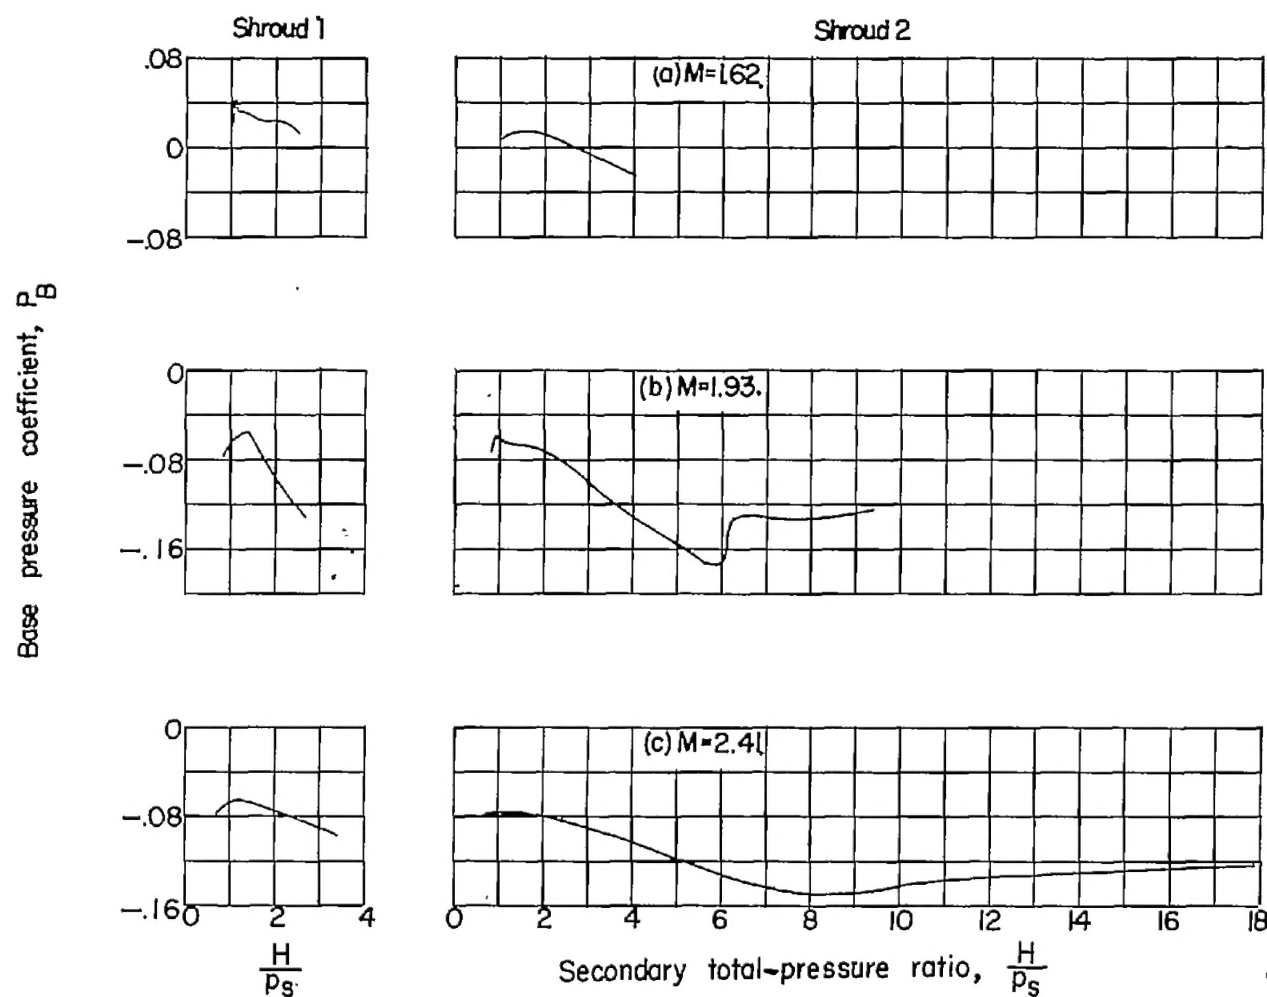 Shroud 1
Shroud 2
.08
0
-.08
(a) M=1.62.
Base pressure coefficient, P_B
0
-.08
-.16
(b) M=1.93.
0
-.08
-.16
(c) M=2.41.
0 2 4
0 2 4 6 8 10 12 14 16 18
H/p_s
Secondary total-pressure ratio, H/p_s